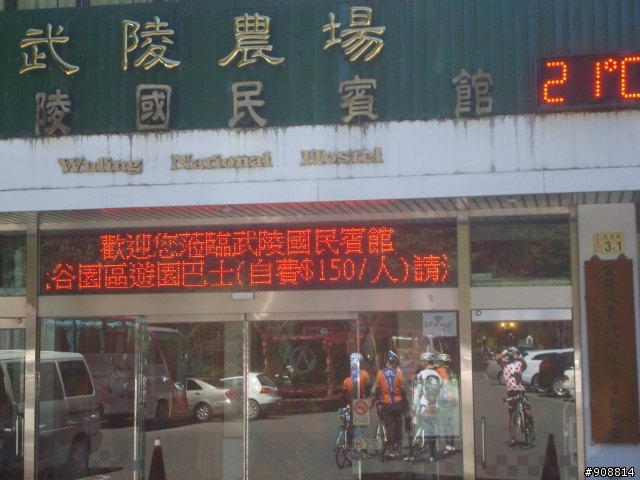 武陵農場
陵國民賓館
21°C
Wuling National Hostel
歡迎您蒞臨武陵國民賓館
谷園區遊園巴士(自費$150/人)請
3.1
#908814